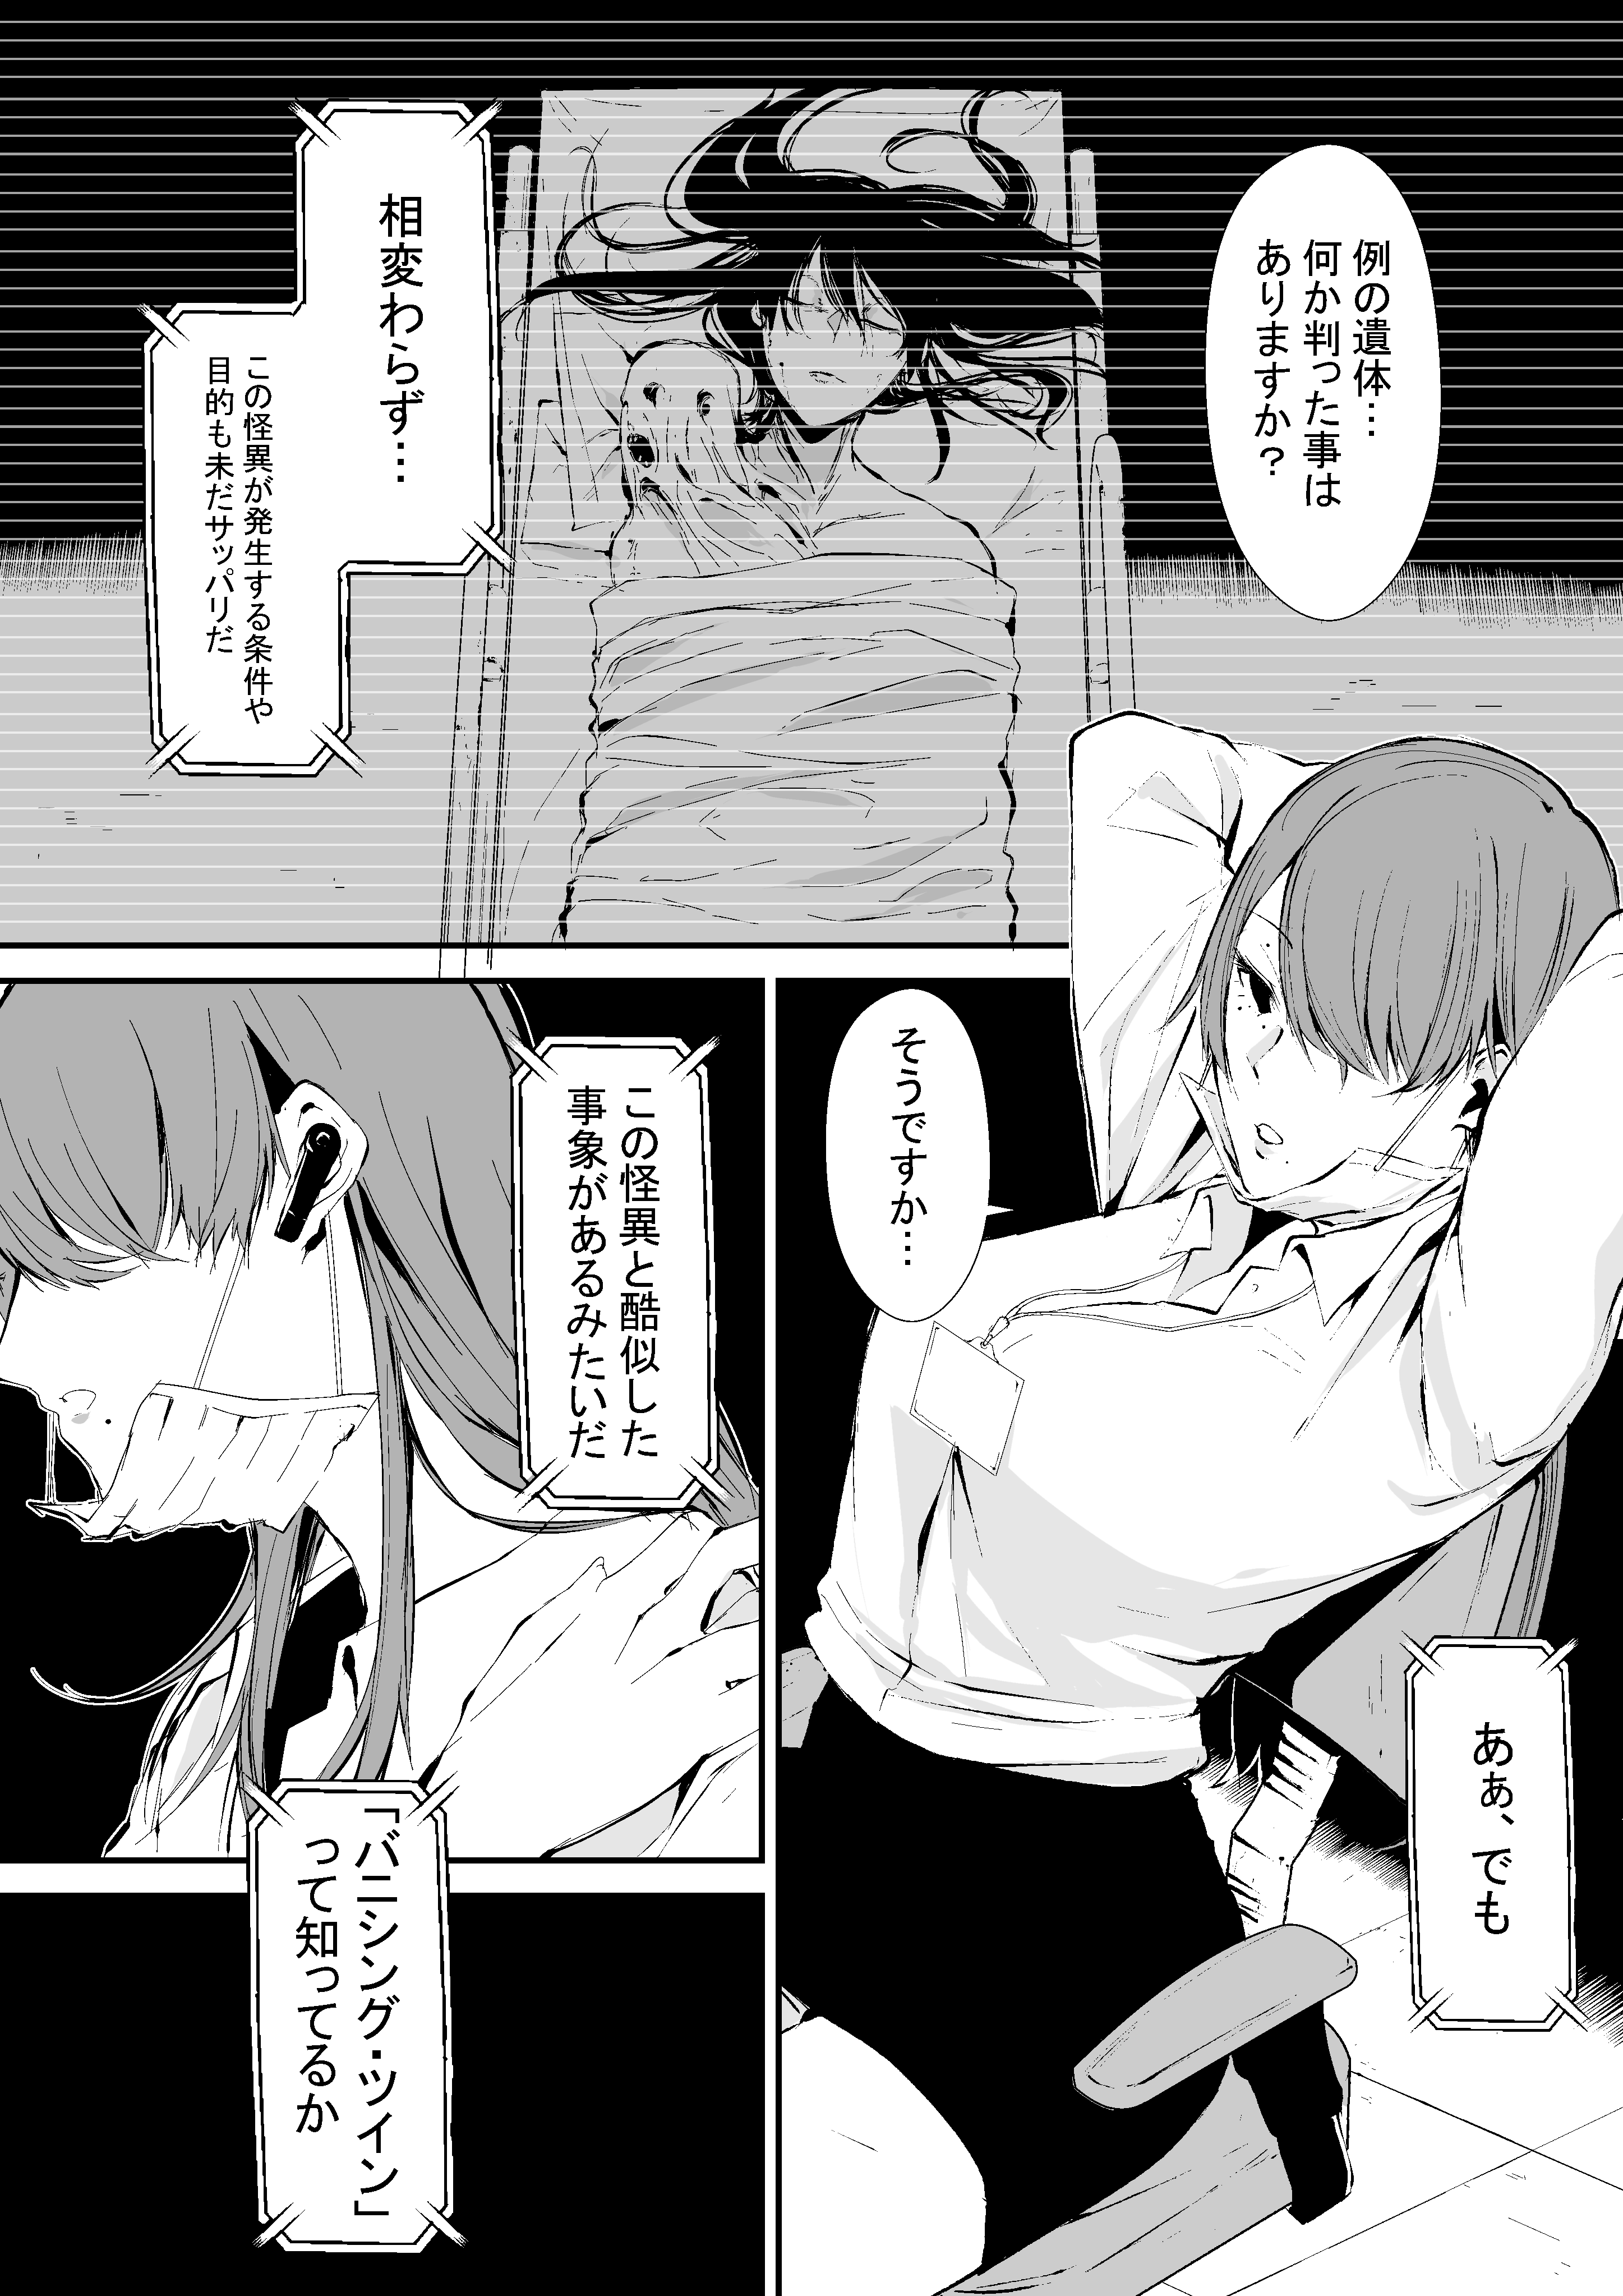 例の遺体…
何か判った事は
ありますか？
相変わらず…
この怪異が発生する条件や
目的も未だサッパリだ
そうですか…
あぁ、でも
この怪異と酷似した
事象があるみたいだ
「バニシング・ツイン」
って知ってるか